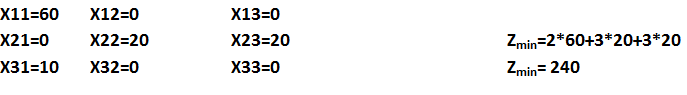 X11=60 X12=0 X13=0
X21=0 X22=20 X23=20 Zmin=2*60+3*20+3*20
X31=10 X32=0 X33=0 Zmin= 240